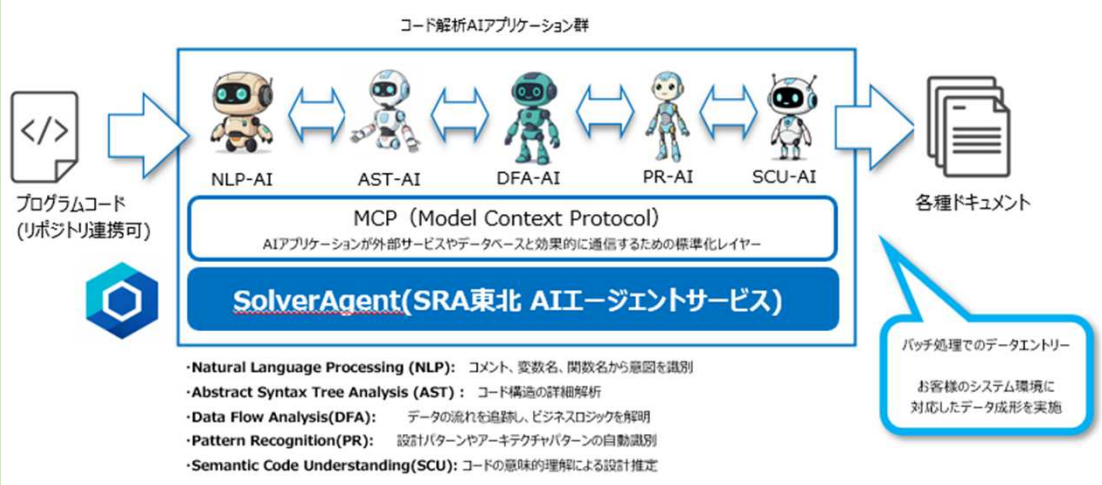 コード解析AIアプリケーション群
</>
NLP-AI
AST-AI
DFA-AI
PR-AI
SCU-AI
プログラムコード
(リポジトリ連携可)
各種ドキュメント
MCP（Model Context Protocol）
AIアプリケーションが外部サービスやデータベースと効果的に通信するための標準化レイヤー
SolverAgent(SRA東北 AIエージェントサービス)
バッチ処理でのデータエントリー
お客様のシステム環境に
対応したデータ成形を実施
・Natural Language Processing (NLP): コメント、変数名、関数名から意図を識別
・Abstract Syntax Tree Analysis (AST) : コード構造の詳細解析
・Data Flow Analysis(DFA): データの流れを追跡し、ビジネスロジックを解明
・Pattern Recognition(PR): 設計パターンやアーキテクチャパターンの自動識別
・Semantic Code Understanding(SCU): コードの意味的理解による設計推定